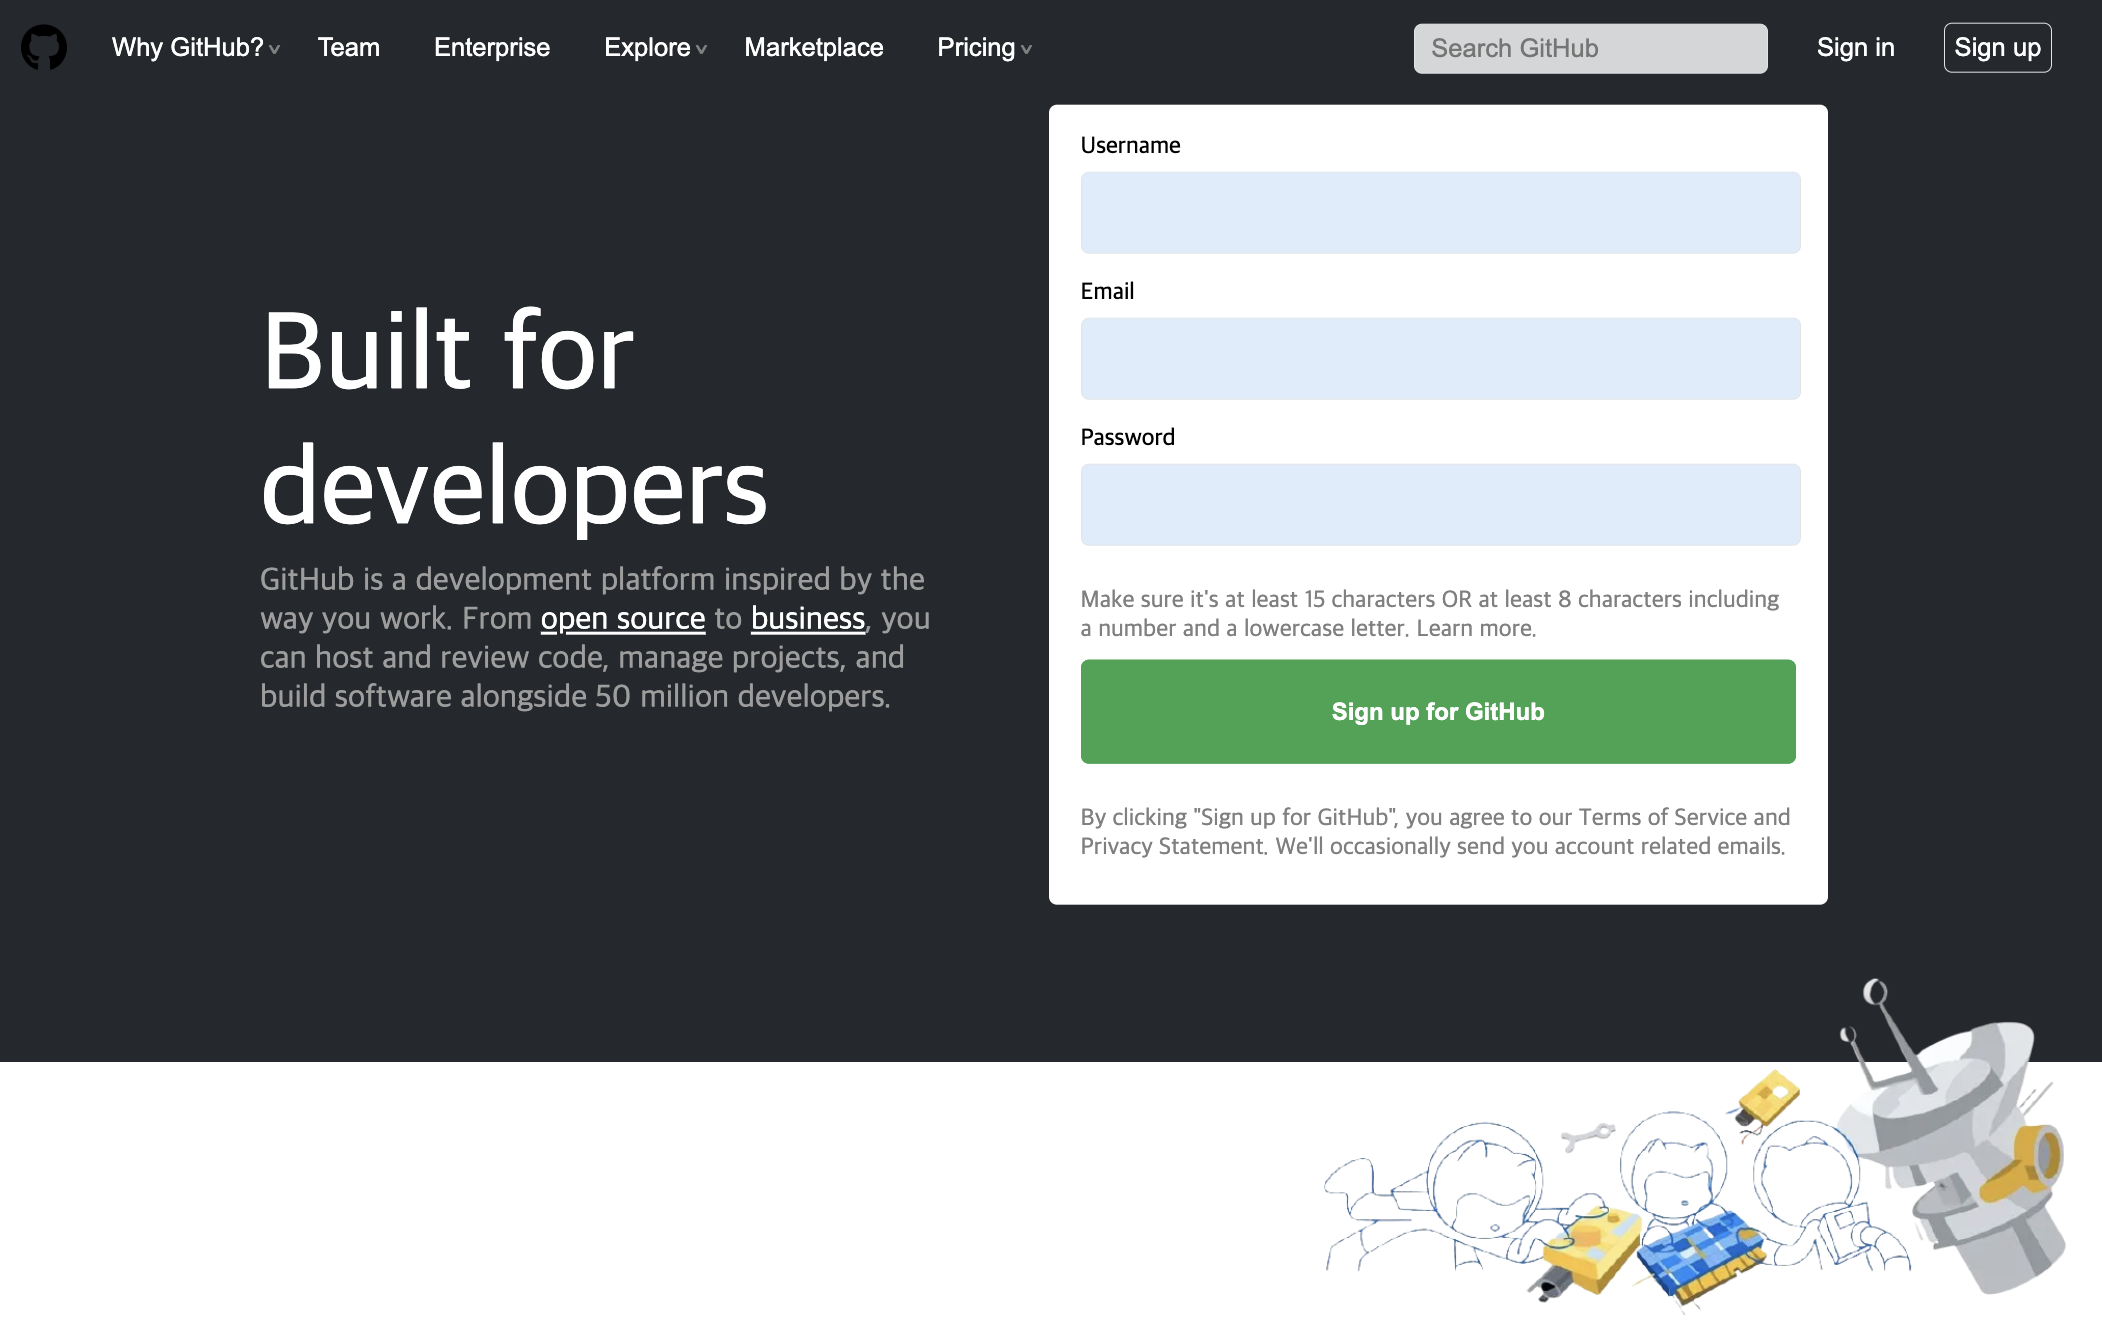 Why GitHub? Team Enterprise Explore Marketplace Pricing Search GitHub Sign in Sign up
Built for
developers
GitHub is a development platform inspired by the
way you work. From open source to business, you
can host and review code, manage projects, and
build software alongside 50 million developers.
Username
Email
Password
Make sure it's at least 15 characters OR at least 8 characters including
a number and a lowercase letter. Learn more.
Sign up for GitHub
By clicking "Sign up for GitHub", you agree to our Terms of Service and
Privacy Statement. We'll occasionally send you account related emails.